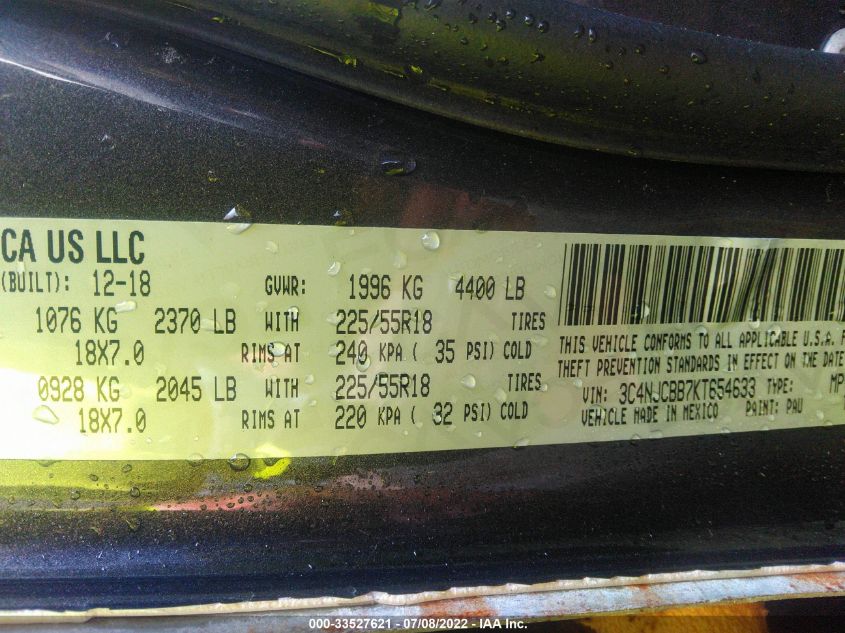 CA US LLC
(BUILT): 12-18 GVWR: 1996 KG 4400 LB
1076 KG 2370 LB WITH 225/55R18 TIRES
18X7.0 RIMS AT 240 KPA ( 35 PSI) COLD
0928 KG 2045 LB WITH 225/55R18 TIRES
18X7.0 RIMS AT 220 KPA ( 32 PSI) COLD
THIS VEHICLE CONFORMS TO ALL APPLICABLE U.S.A. F
THEFT PREVENTION STANDARDS IN EFFECT ON THE DATE
VIN: 3C4NJCBB7KT654633 TYPE: MP
VEHICLE MADE IN MEXICO PAINT: PAU
000-33527621 - 07/08/2022 - IAA Inc.